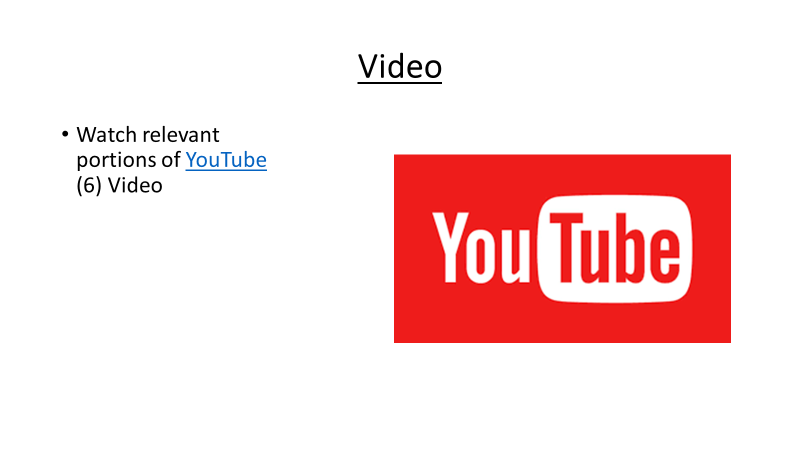 Video
• Watch relevant
portions of YouTube
(6) Video
YouTube